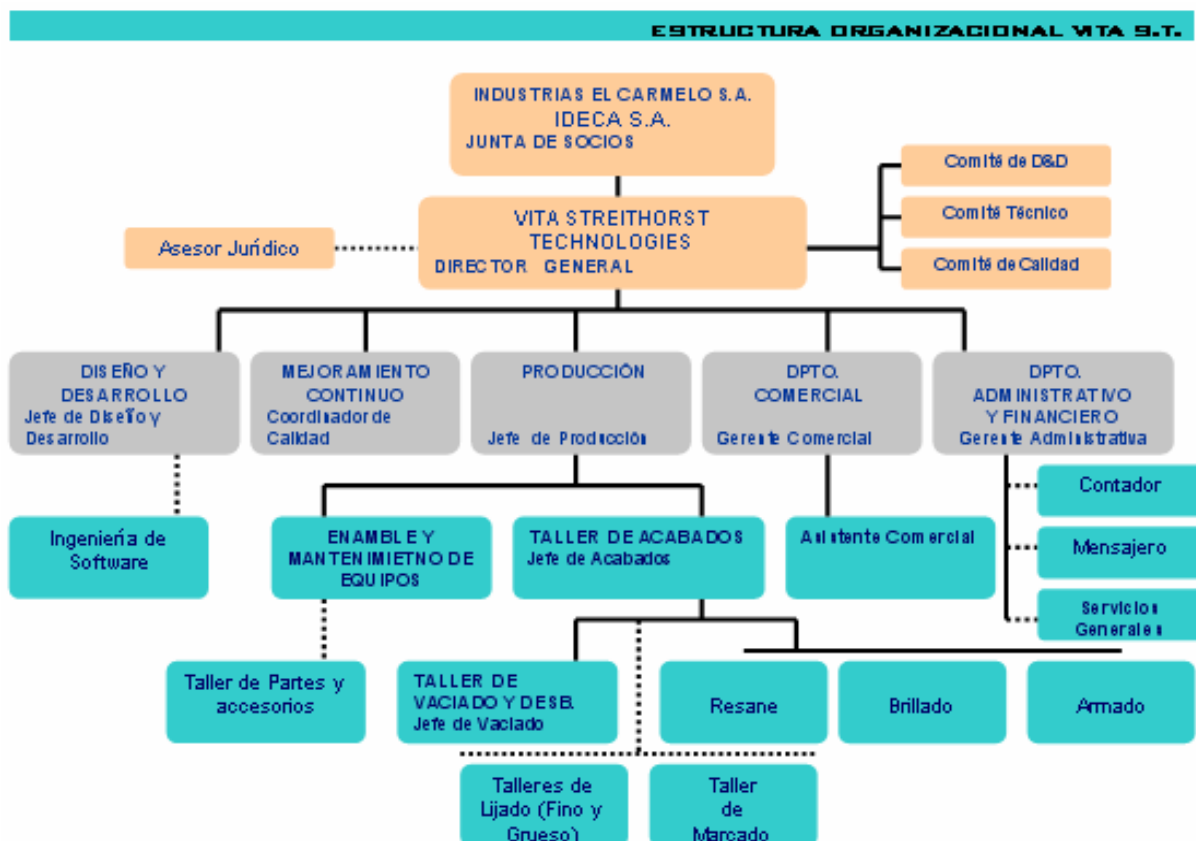 ESTRUCTURA ORGANIZACIONAL VITA S.T.
INDUSTRIAS EL CARMELO S.A.
IDECA S.A.
JUNTA DE SOCIOS
Comité de D&D
VITA STREITHORST
TECHNOLOGIES
DIRECTOR GENERAL
Comité Técnico
Asesor Jurídico
Comité de Calidad
DISEÑO Y
DESARROLLO
Jefe de Diseño y
Desarrollo
MEJORAMIENTO
CONTINUO
Coordinador de
Calidad
PRODUCCIÓN
Jefe de Producción
DPTO.
COMERCIAL
Gerente Comercial
DPTO.
ADMINISTRATIVO
Y FINANCIERO
Gerente Administrativa
Contador
Mensajero
Servicios
Generales
Ingeniería de
Software
ENAMBLE Y
MANTENIMIETNO DE
EQUIPOS
TALLER DE ACABADOS
Jefe de Acabados
Asistente Comercial
Taller de Partes y
accesorios
TALLER DE
VACIADO Y DESB.
Jefe de Vaciado
Resane
Brillado
Armado
Talleres de
Lijado (Fino y
Grueso)
Taller
de
Marcado